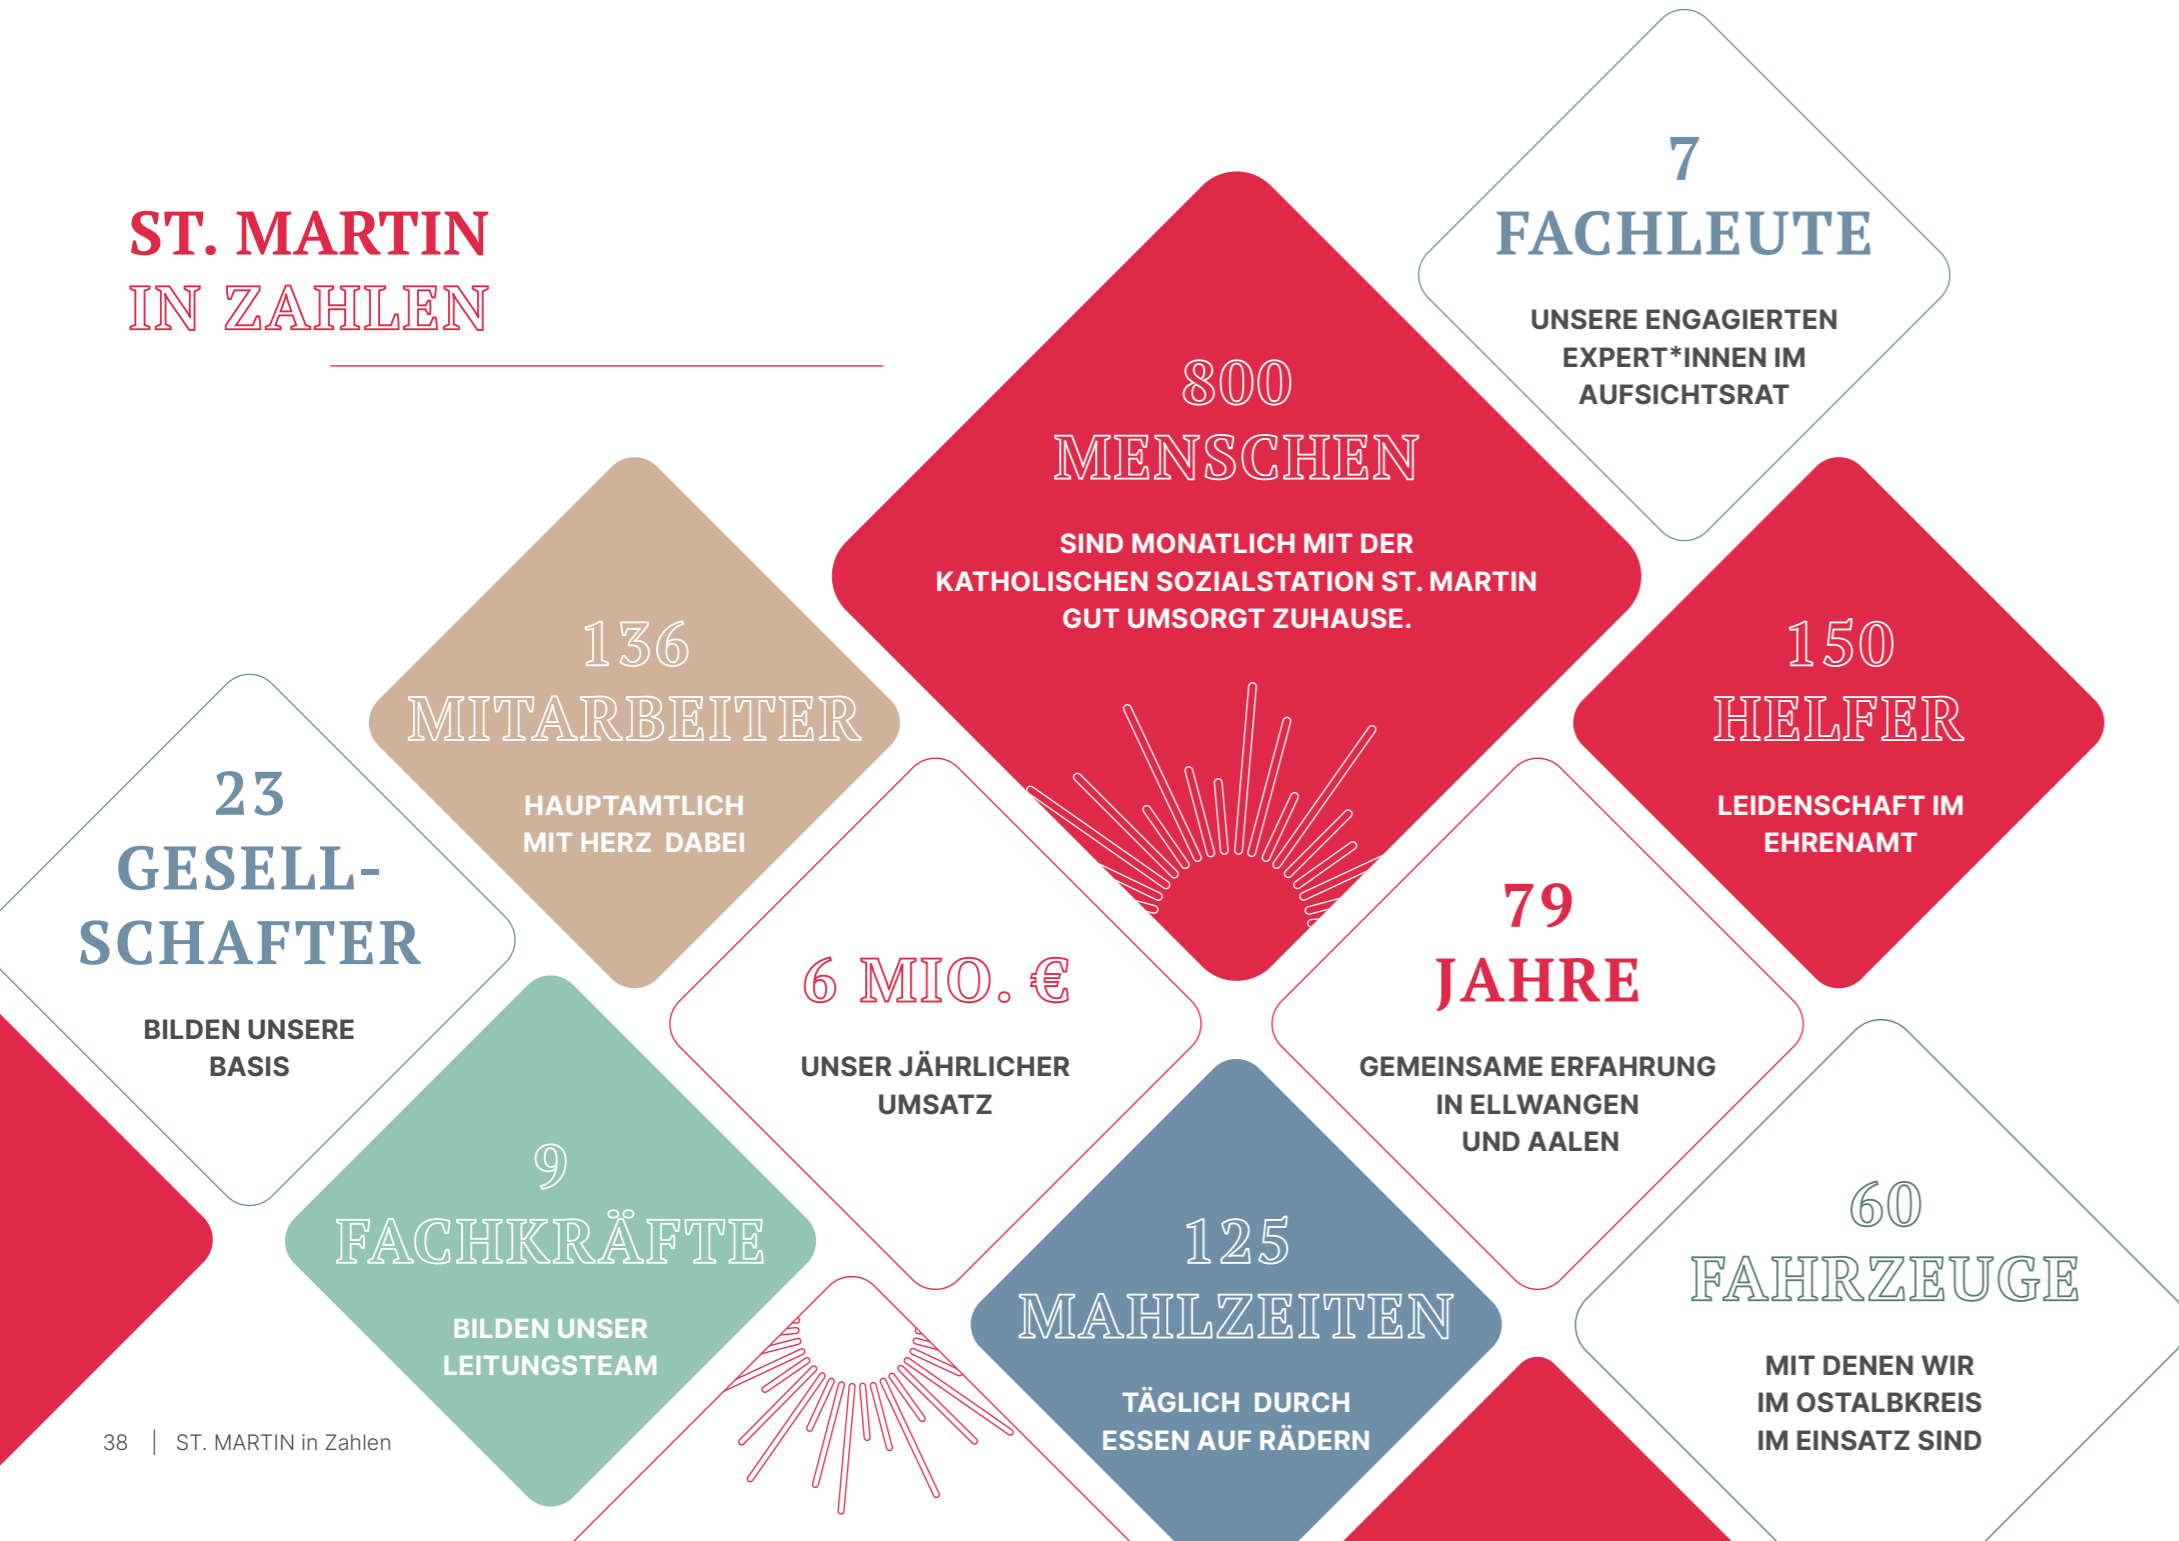 ST. MARTIN
IN ZAHLEN
7
FACHLEUTE
UNSERE ENGAGIERTEN
EXPERT*INNEN IM
AUFSICHTSRAT
800
MENSCHEN
SIND MONATLICH MIT DER
KATHOLISCHEN SOZIALSTATION ST. MARTIN
GUT UMSORGT ZUHAUSE.
136
MITARBEITER
HAUPTAMTLICH
MIT HERZ DABEI
150
HELFER
LEIDENSCHAFT IM
EHRENAMT
23
GESELL-
SCHAFTER
BILDEN UNSERE
BASIS
6 MIO. €
UNSER JÄHRLICHER
UMSATZ
79
JAHRE
GEMEINSAME ERFAHRUNG
IN ELLWANGEN
UND AALEN
9
FACHKRÄFTE
BILDEN UNSER
LEITUNGSTEAM
125
MAHLZEITEN
TÄGLICH DURCH
ESSEN AUF RÄDERN
60
FAHRZEUGE
MIT DENEN WIR
IM OSTALBKREIS
IM EINSATZ SIND
38 | ST. MARTIN in Zahlen